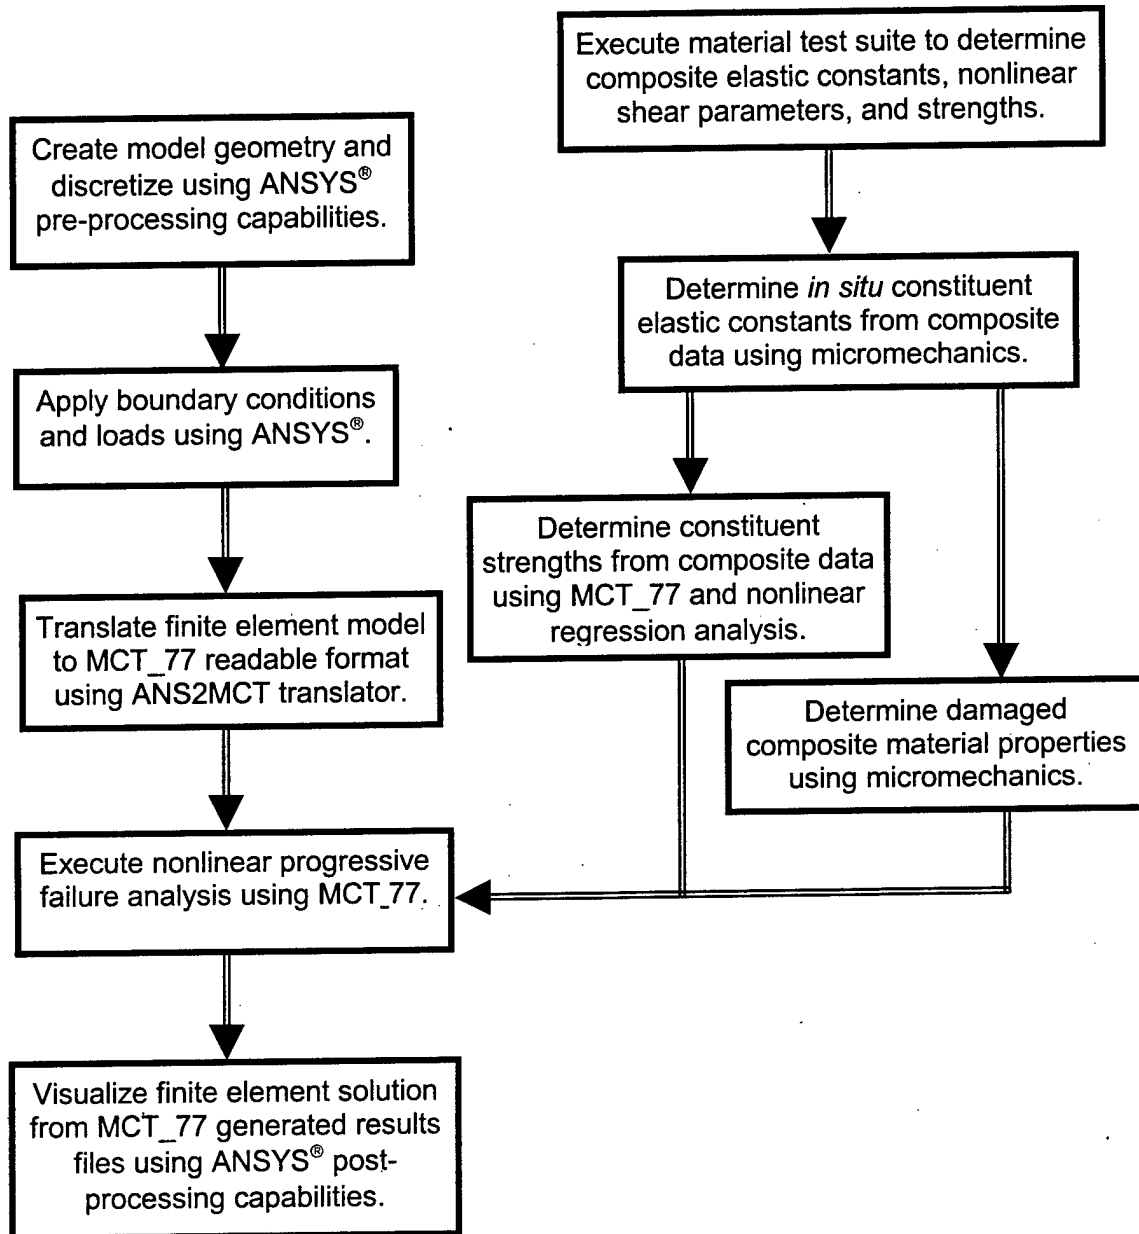 Execute material test suite to determine
composite elastic constants, nonlinear
shear parameters, and strengths.
Create model geometry and
discretize using ANSYS®
pre-processing capabilities.
Determine in situ constituent
elastic constants from composite
data using micromechanics.
Apply boundary conditions
and loads using ANSYS®.
Determine constituent
strengths from composite data
using MCT_77 and nonlinear
regression analysis.
Translate finite element model
to MCT_77 readable format
using ANS2MCT translator.
Determine damaged
composite material properties
using micromechanics.
Execute nonlinear progressive
failure analysis using MCT_77.
Visualize finite element solution
from MCT_77 generated results
files using ANSYS® post-
processing capabilities.